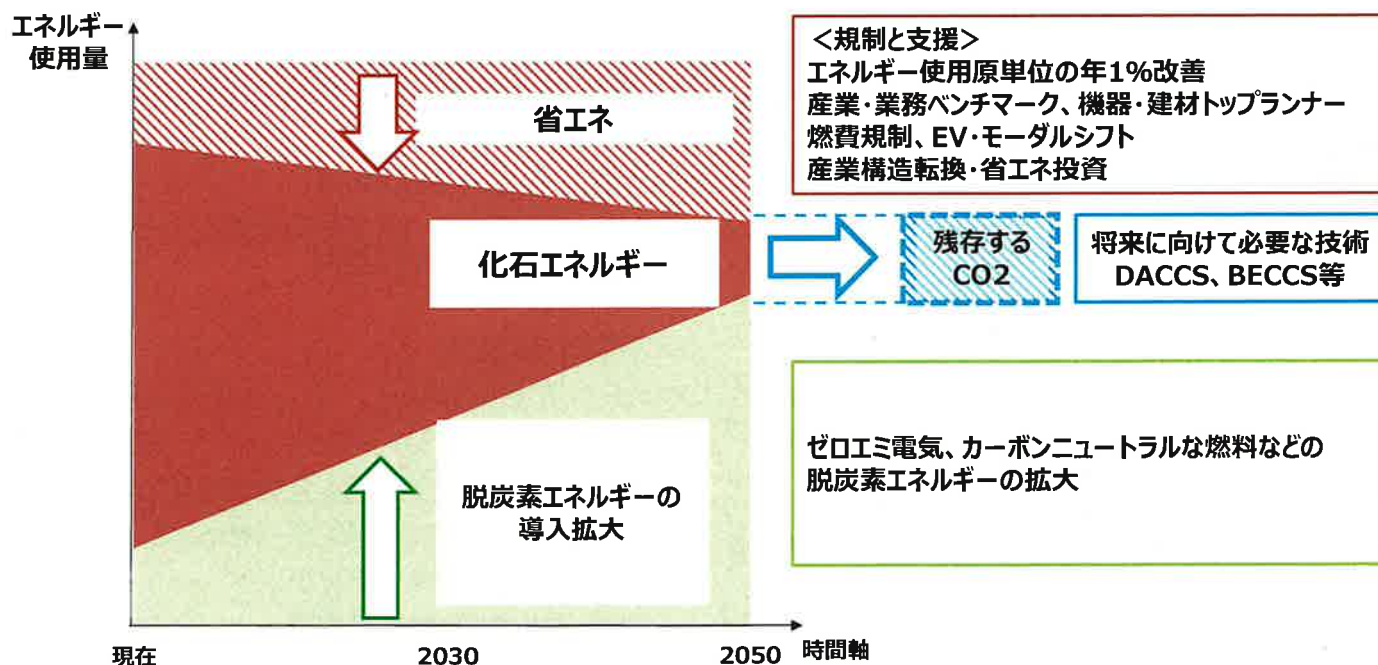 エネルギー
使用量
省エネ
化石エネルギー
脱炭素エネルギーの
導入拡大
現在
2030
2050
時間軸
＜規制と支援＞
エネルギー使用原単位の年1%改善
産業・業務ベンチマーク、機器・建材トップランナー
燃費規制、EV・モーダルシフト
産業構造転換・省エネ投資
残存する
CO2
将来に向けて必要な技術
DACCS、BECCS等
ゼロエミ電気、カーボンニュートラルな燃料などの
脱炭素エネルギーの拡大